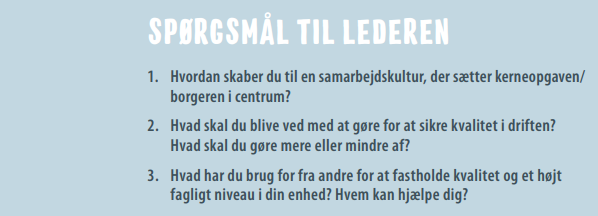 SPØRGSMÅL TIL LEDEREN
1. Hvordan skaber du til en samarbejdskultur, der sætter kerneopgaven/
borgeren i centrum?
2. Hvad skal du blive ved med at gøre for at sikre kvalitet i driften?
Hvad skal du gøre mere eller mindre af?
3. Hvad har du brug for fra andre for at fastholde kvalitet og et højt
fagligt niveau i din enhed? Hvem kan hjælpe dig?